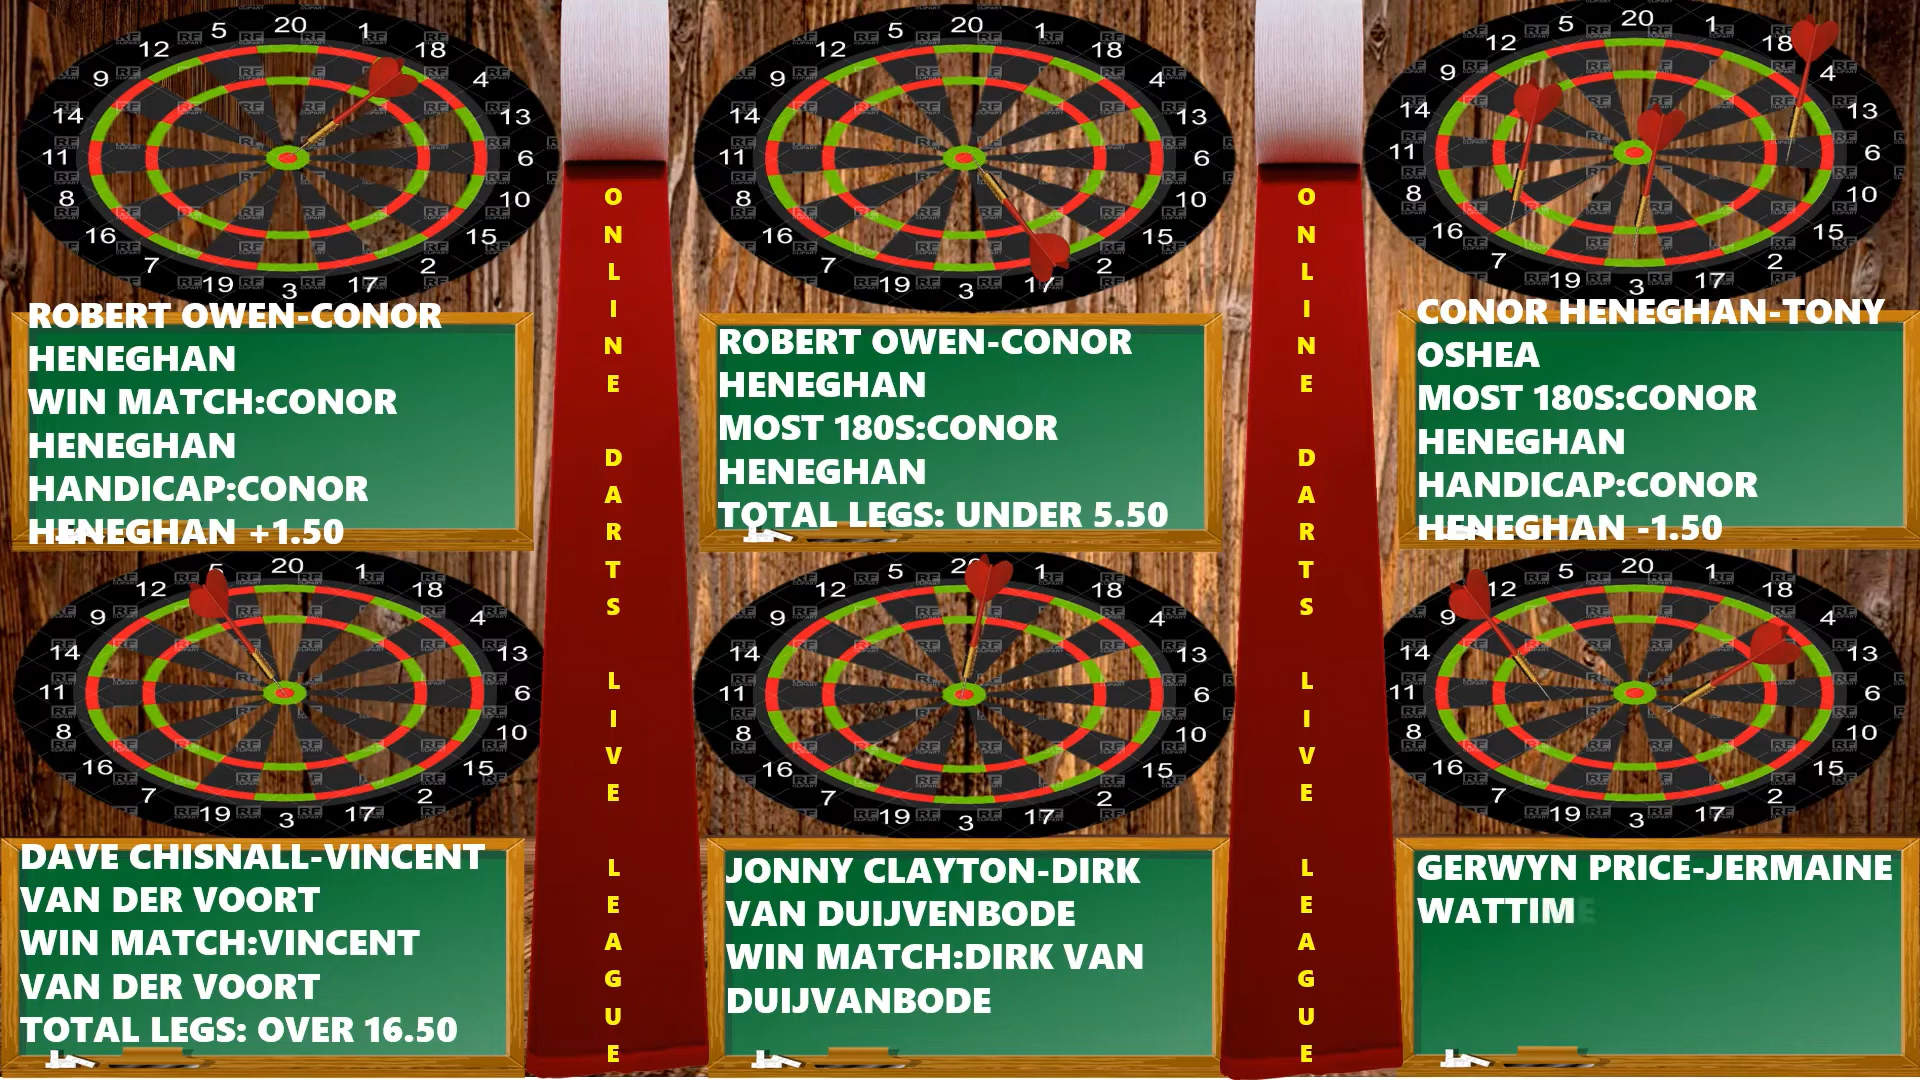 ROBERT OWEN-CONOR
HENEGHAN
WIN MATCH:CONOR
HENEGHAN
HANDICAP:CONOR
HENEGHAN +1.50
ROBERT OWEN-CONOR
HENEGHAN
MOST 180S:CONOR
HENEGHAN
TOTAL LEGS: UNDER 5.50
CONOR HENEGHAN-TONY
OSHEA
MOST 180S:CONOR
HENEGHAN
HANDICAP:CONOR
HENEGHAN -1.50
DAVE CHISNALL-VINCENT
VAN DER VOORT
WIN MATCH:VINCENT
VAN DER VOORT
TOTAL LEGS: OVER 16.50
JONNY CLAYTON-DIRK
VAN DUIJVENBODE
WIN MATCH:DIRK VAN
DUIJVANBODE
GERWYN PRICE-JERMAINE
WATTIM
ONLINE DARTS LIVE LEAGUE
ONLINE DARTS LIVE LEAGUE